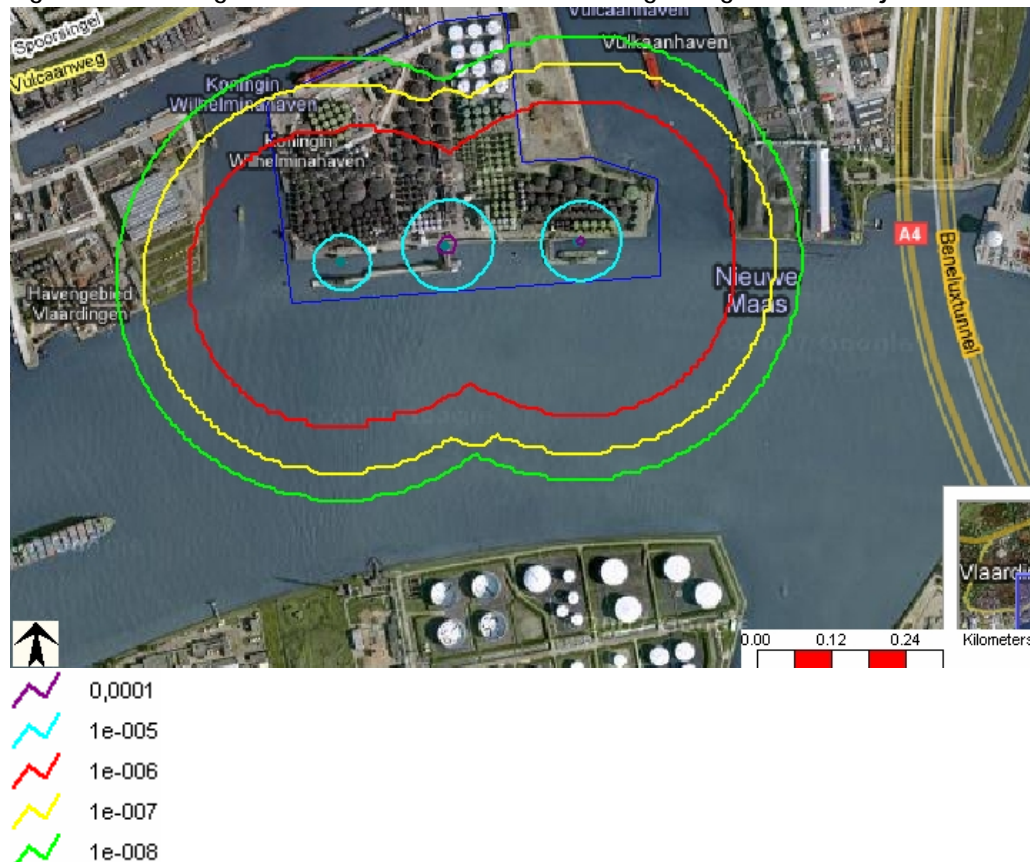 Spoorsingel
Vulcaanweg
Koningin
Wilhelminahaven
Koningin
Wilhelminahaven
Vulcaanhaven
Vulkaanhaven
A4
Beneluxtunnel
Nieuwe
Maas
Havengebied
Vlaardingen
0.00 0.12 0.24 Kilometers
0,0001
1e-005
1e-006
1e-007
1e-008